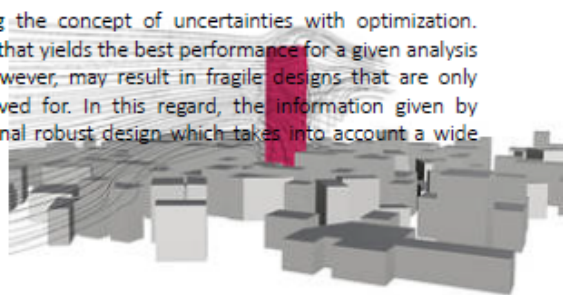 g the concept of uncertainties with optimization.
that yields the best performance for a given analysis
owever, may result in fragile designs that are only
ved for. In this regard, the information given by
nal robust design which takes into account a wide